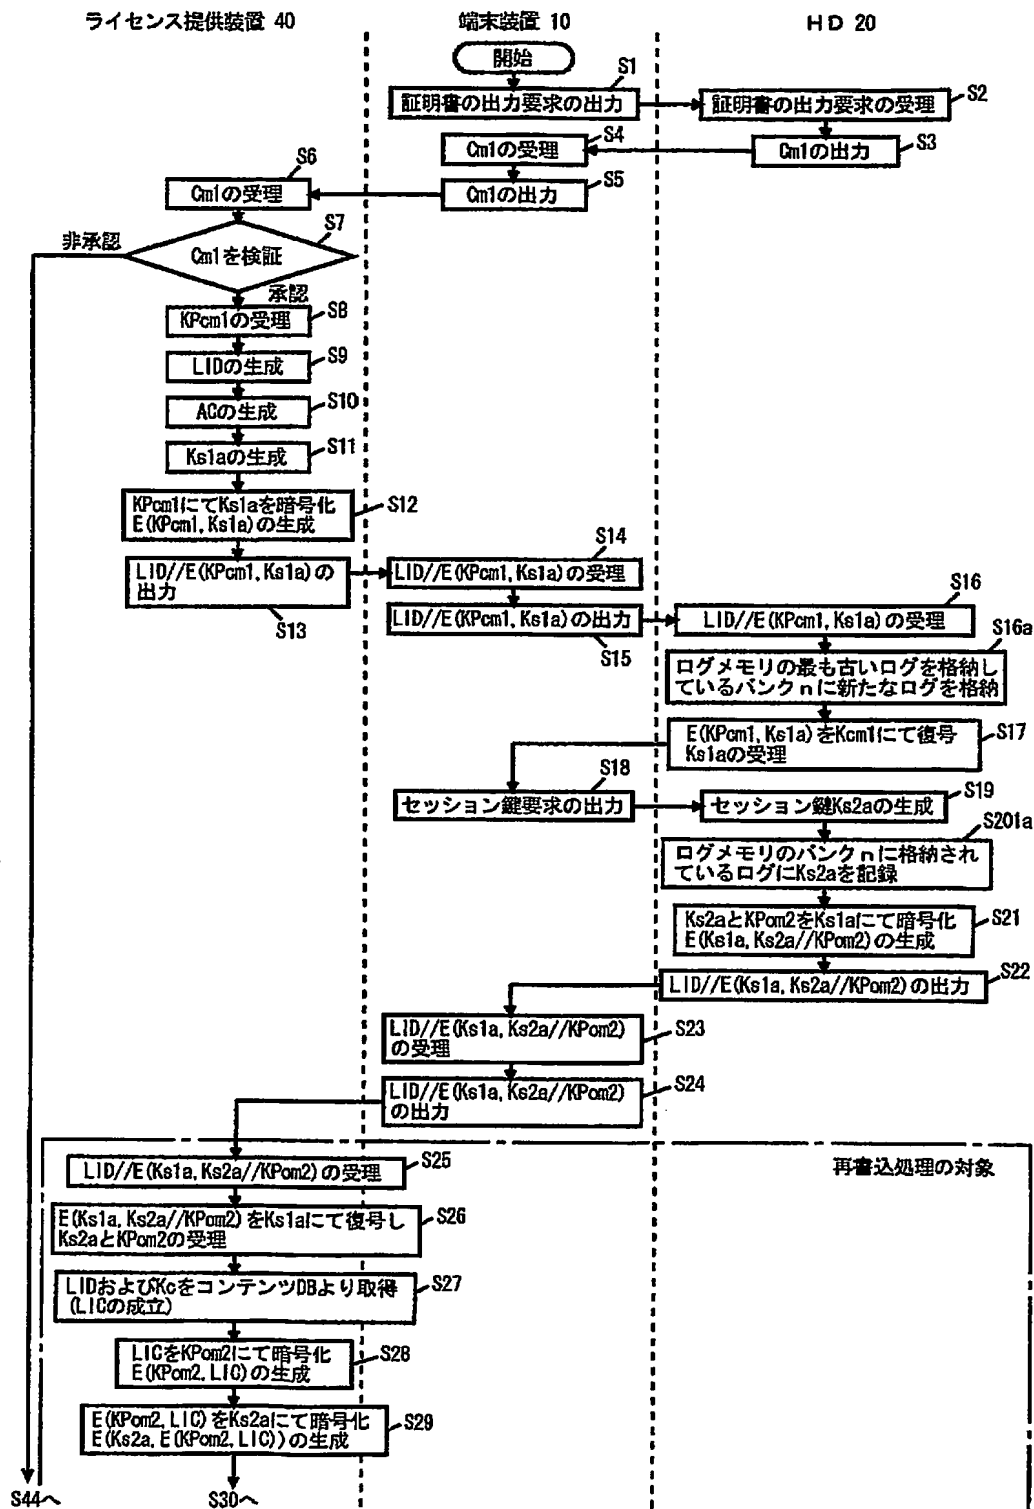 ライセンス提供装置 40
端末装置 10
HD 20
開始
S1
証明書の出力要求の出力
S2
証明書の出力要求の受理
S3
Cm1の出力
S4
Cm1の受理
S5
Cm1の出力
S6
Cm1の受理
S7
Cm1を検証
非承認
承認
S8
KPcm1の受理
S9
LIDの生成
S10
ACの生成
S11
Ks1aの生成
S12
KPcm1にてKs1aを暗号化
E(KPcm1,Ks1a)の生成
LID//E(KPcm1,Ks1a)の
出力
S13
S14
LID//E(KPcm1,Ks1a)の受理
LID//E(KPcm1,Ks1a)の出力
S15
S16
LID//E(KPcm1,Ks1a)の受理
S16a
ログメモリの最も古いログを格納し
ているバンクnに新たなログを格納
E(KPcm1,Ks1a)をKcm1にて復号
Ks1aの受理
S17
S18
セッション鍵要求の出力
S19
セッション鍵Ks2aの生成
S201a
ログメモリのバンクnに格納され
ているログにKs2aを記録
Ks2aとKPom2をKs1aにて暗号化
E(Ks1a,Ks2a//KPom2)の生成
S21
S22
LID//E(Ks1a,Ks2a//KPom2)の出力
LID//E(Ks1a,Ks2a//KPom2)
の受理
S23
LID//E(Ks1a,Ks2a//KPom2)
の出力
S24
再書込処理の対象
LID//E(Ks1a,Ks2a//KPom2)の受理
S25
E(Ks1a,Ks2a//KPom2)をKs1aにて復号し
Ks2aとKPom2の受理
S26
LIDおよびKcをコンテンツDBより取得
(LICの成立)
S27
LICをKPom2にて暗号化
E(KPom2,LIC)の生成
S28
E(KPom2,LIC)をKs2aにて暗号化
E(Ks2a,E(KPom2,LIC))の生成
S29
S44へ
S30へ